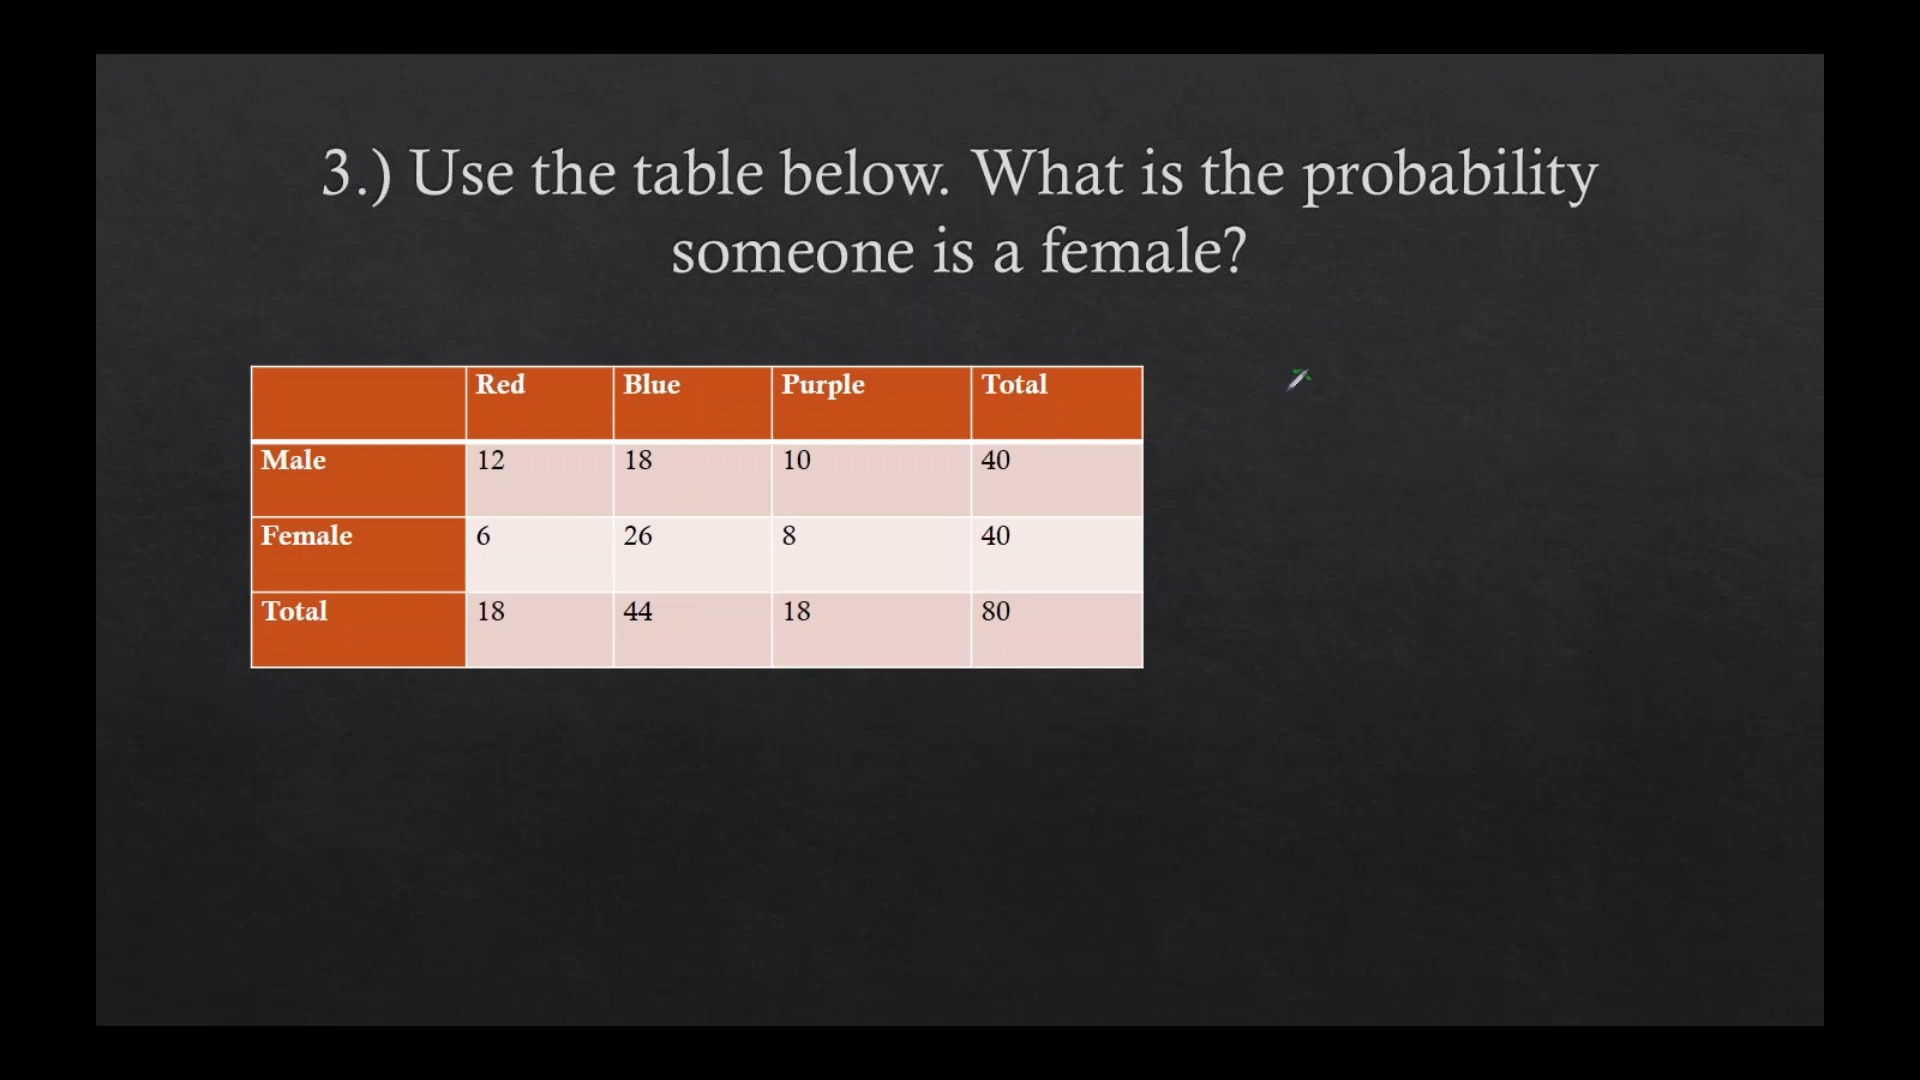 3.) Use the table below. What is the probability
someone is a female?
Red Blue Purple Total
Male 12 18 10 40
Female 6 26 8 40
Total 18 44 18 80